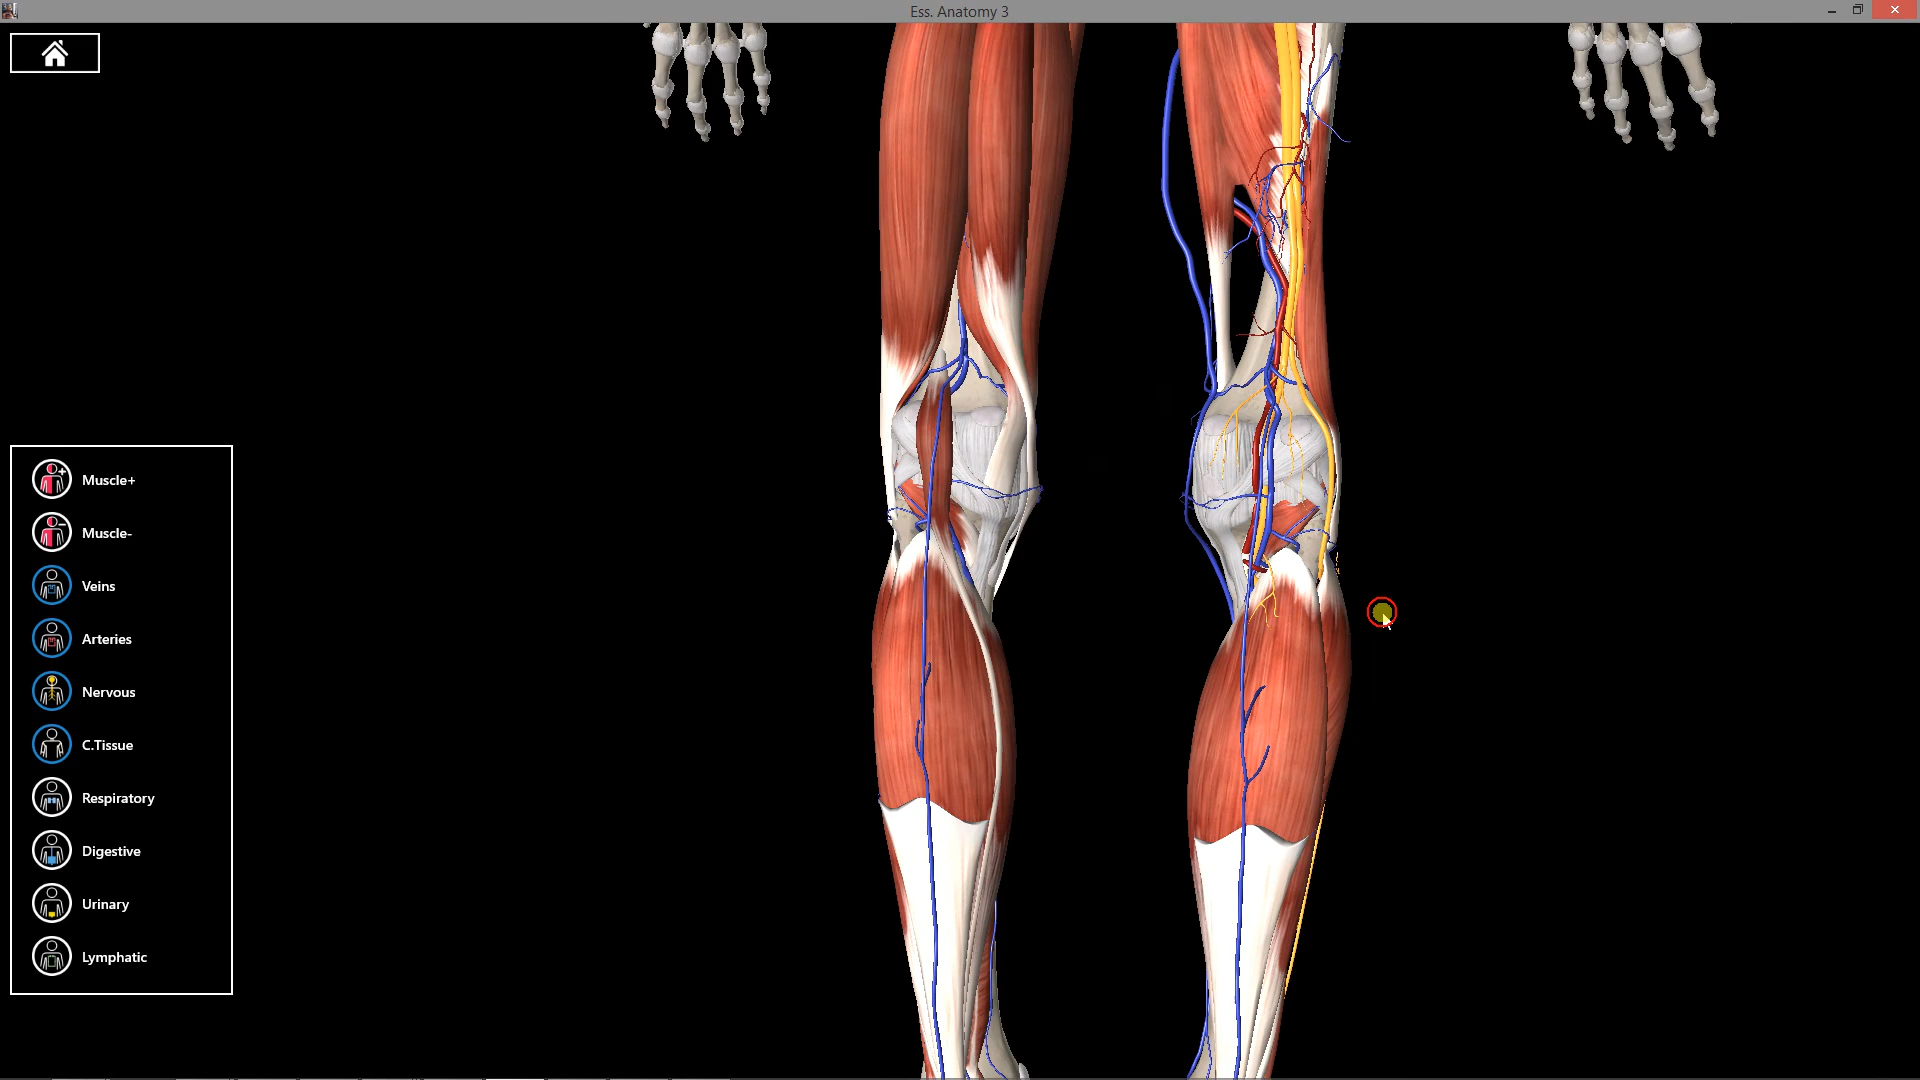 Ess. Anatomy 3
Muscle+
Muscle-
Veins
Arteries
Nervous
C.Tissue
Respiratory
Digestive
Urinary
Lymphatic